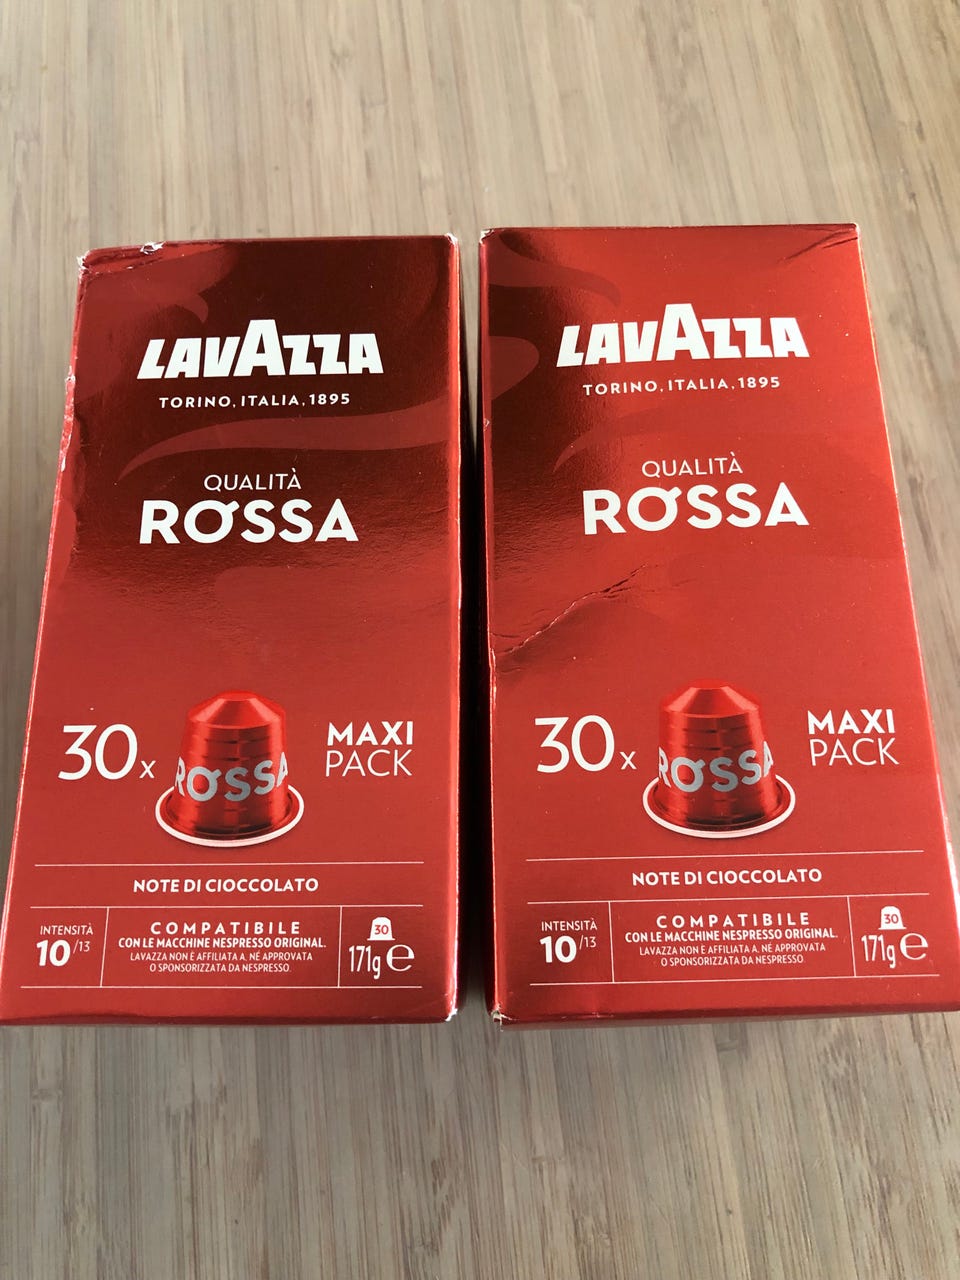 LAVAZZA
TORINO, ITALIA, 1895
QUALITÀ
ROSSA
30x
ROSSA
MAXI
PACK
NOTE DI CIOCCOLATO
INTENSITÀ
10/13
COMPATIBILE
CON LE MACCHINE NESPRESSO ORIGINAL.
LAVAZZA NON È AFFILIATA A, NÉ APPROVATA
O SPONSORIZZATA DA NESPRESSO.
30
171g e
LAVAZZA
TORINO, ITALIA, 1895
QUALITÀ
ROSSA
30x
ROSSA
MAXI
PACK
NOTE DI CIOCCOLATO
INTENSITÀ
10/13
COMPATIBILE
CON LE MACCHINE NESPRESSO ORIGINAL.
LAVAZZA NON È AFFILIATA A, NÉ APPROVATA
O SPONSORIZZATA DA NESPRESSO
30
171g e